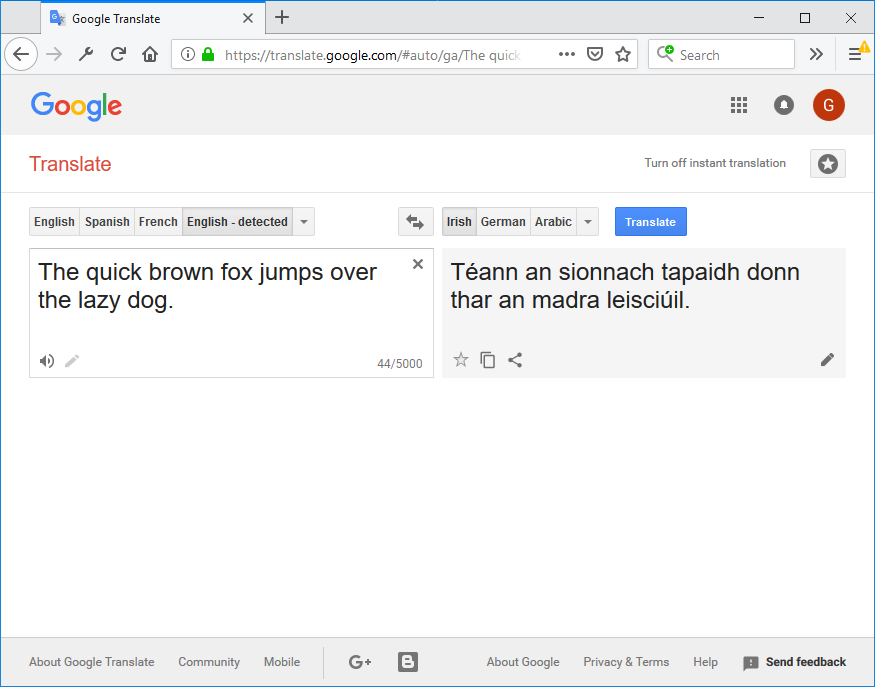 Google Translate
https://translate.google.com/#auto/ga/The quick
Search
Google
G
Translate
Turn off instant translation
English Spanish French English - detected
Irish German Arabic
Translate
The quick brown fox jumps over
the lazy dog.
44/5000
Téann an sionnach tapaidh donn
thar an madra leisciúil.
About Google Translate Community Mobile G+ B About Google Privacy & Terms Help Send feedback